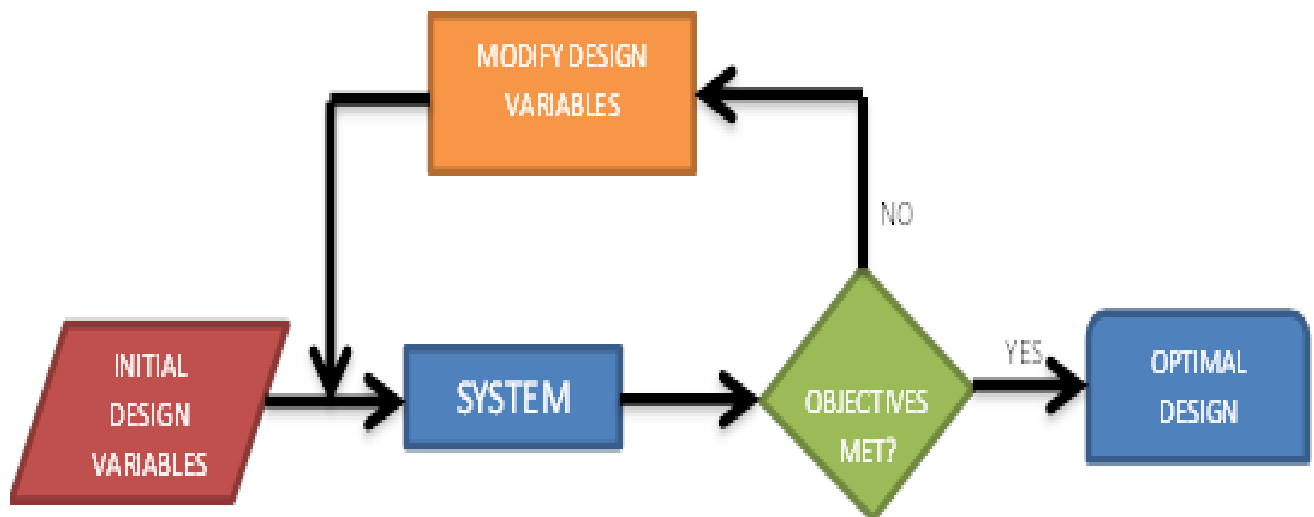 MODIFY DESIGN
VARIABLES
NO
INITIAL
DESIGN
VARIABLES
SYSTEM
OBJECTIVES
MET?
YES
OPTIMAL
DESIGN